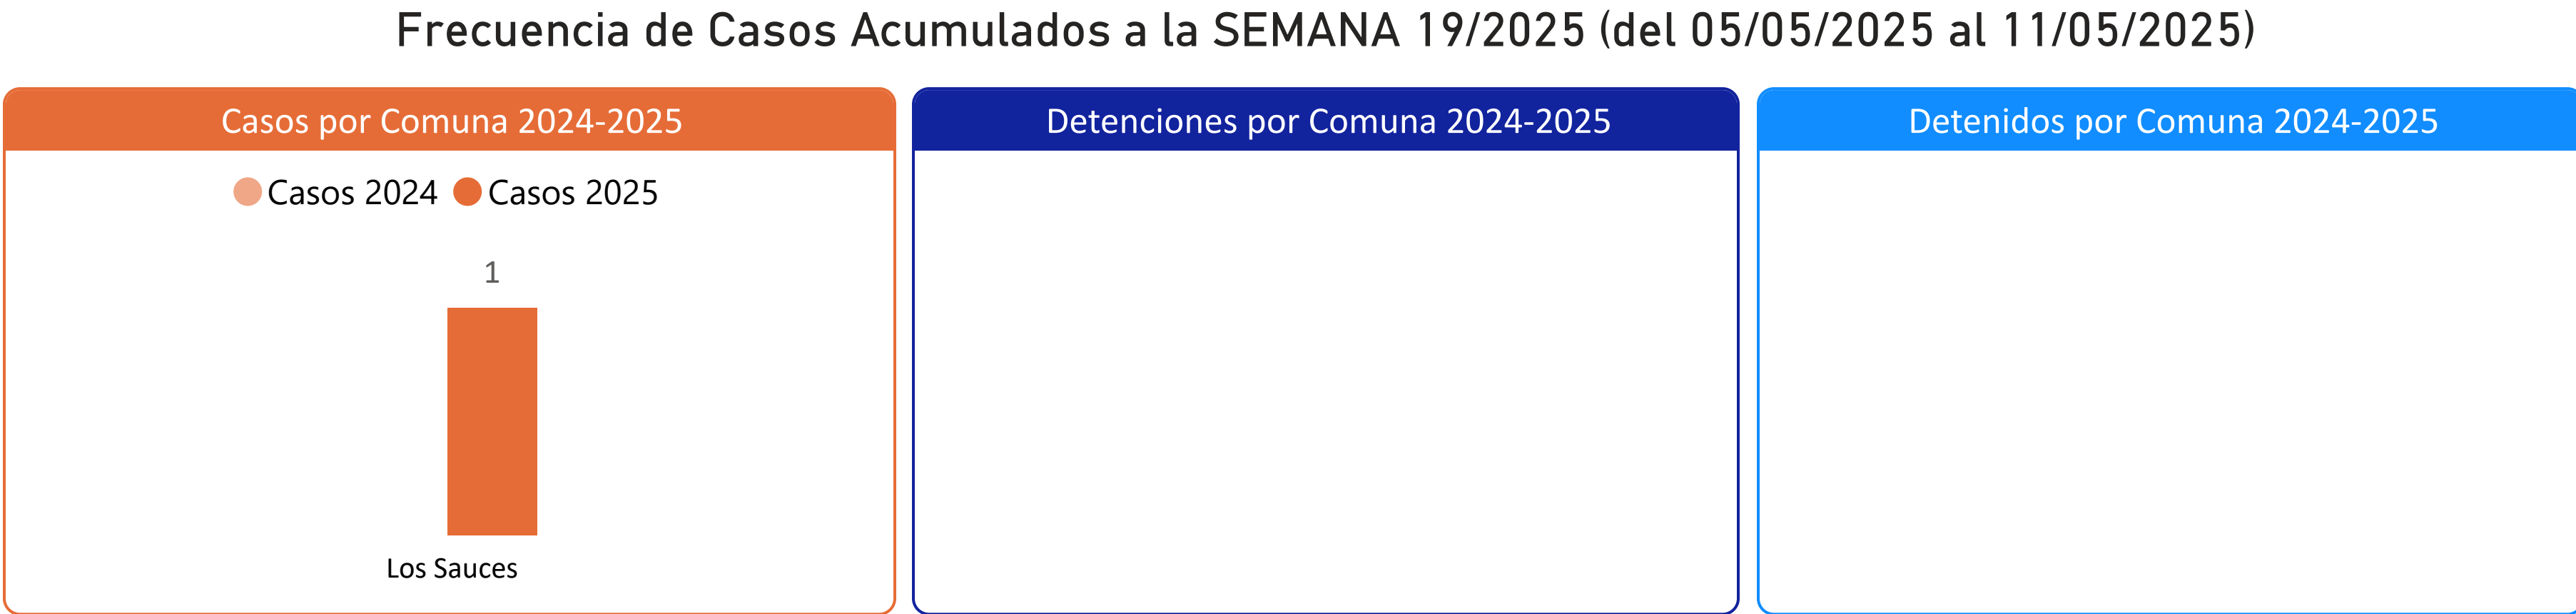 Frecuencia de Casos Acumulados a la SEMANA 19/2025 (del 05/05/2025 al 11/05/2025)
Casos por Comuna 2024-2025
Casos 2024 Casos 2025
1
Los Sauces
Detenciones por Comuna 2024-2025
Detenidos por Comuna 2024-2025